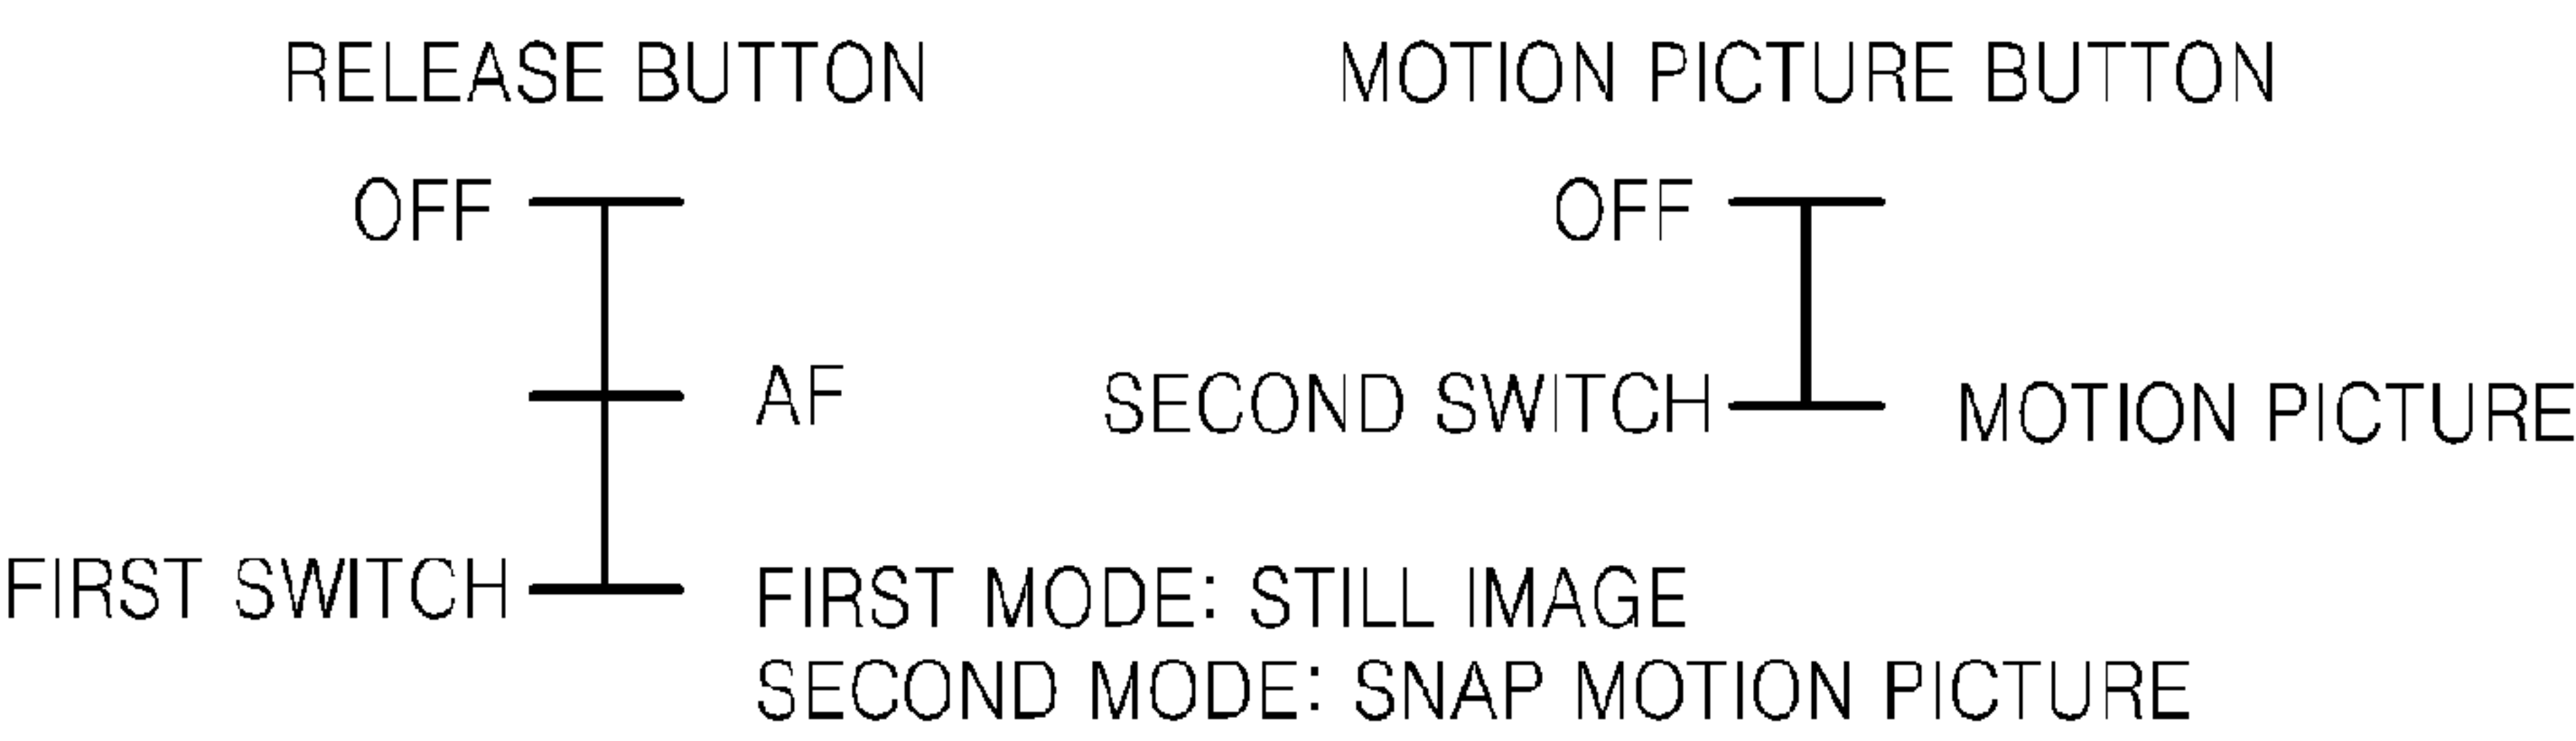 RELEASE BUTTON
OFF
AF
FIRST SWITCH
FIRST MODE: STILL IMAGE
SECOND MODE: SNAP MOTION PICTURE
MOTION PICTURE BUTTON
OFF
SECOND SWITCH
MOTION PICTURE